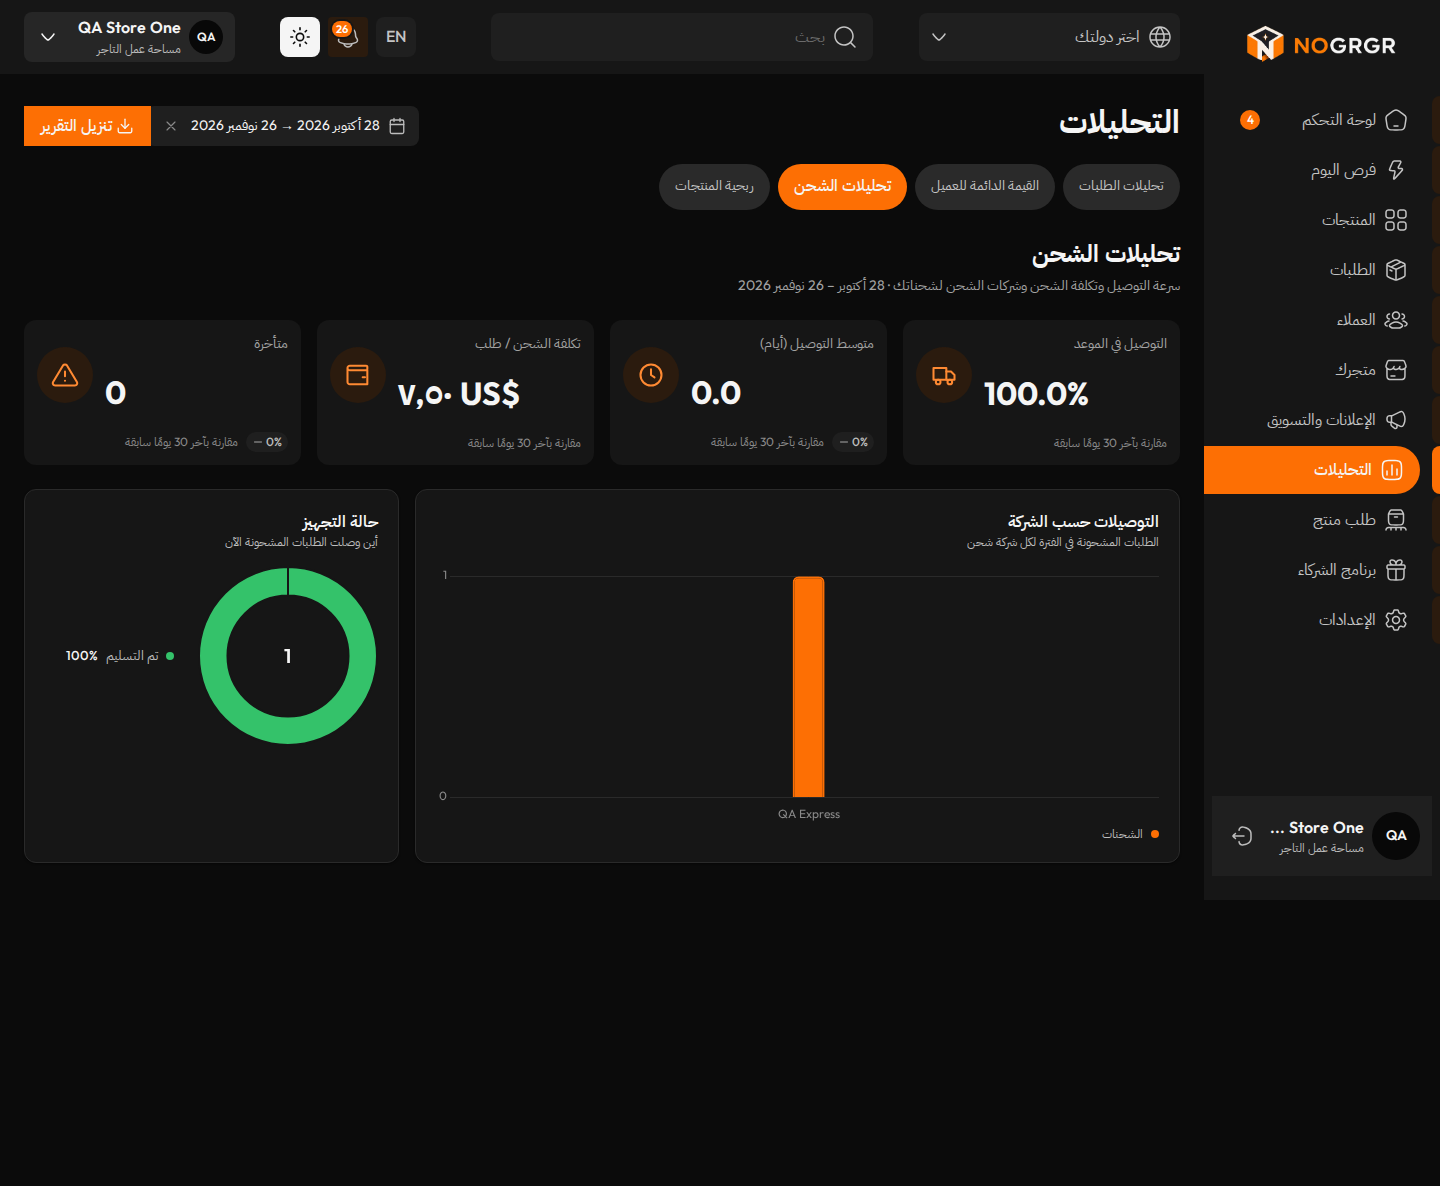 NOGRGR
اختر دولتك
بحث
EN
26
QA Store One
مساحة عمل التاجر
QA
لوحة التحكم
4
فرص اليوم
المنتجات
الطلبات
العملاء
متجرك
الإعلانات والتسويق
التحليلات
طلب منتج
برنامج الشركاء
الإعدادات
QA
... Store One
مساحة عمل التاجر
التحليلات
28 أكتوبر 2026 → 26 نوفمبر 2026
تنزيل التقرير
تحليلات الطلبات
القيمة الدائمة للعميل
تحليلات الشحن
ربحية المنتجات
تحليلات الشحن
سرعة التوصيل وتكلفة الشحن وشركات الشحن لشحناتك · 28 أكتوبر – 26 نوفمبر 2026
التوصيل في الموعد
100.0%
مقارنة بآخر 30 يومًا سابقة
متوسط التوصيل (أيام)
0.0
0% – مقارنة بآخر 30 يومًا سابقة
تكلفة الشحن / طلب
٧,٥٠ US$
مقارنة بآخر 30 يومًا سابقة
متأخرة
0
0% – مقارنة بآخر 30 يومًا سابقة
التوصيلات حسب الشركة
الطلبات المشحونة في الفترة لكل شركة شحن
1
0
QA Express
الشحنات
حالة التجهيز
أين وصلت الطلبات المشحونة الآن
1
تم التسليم 100%